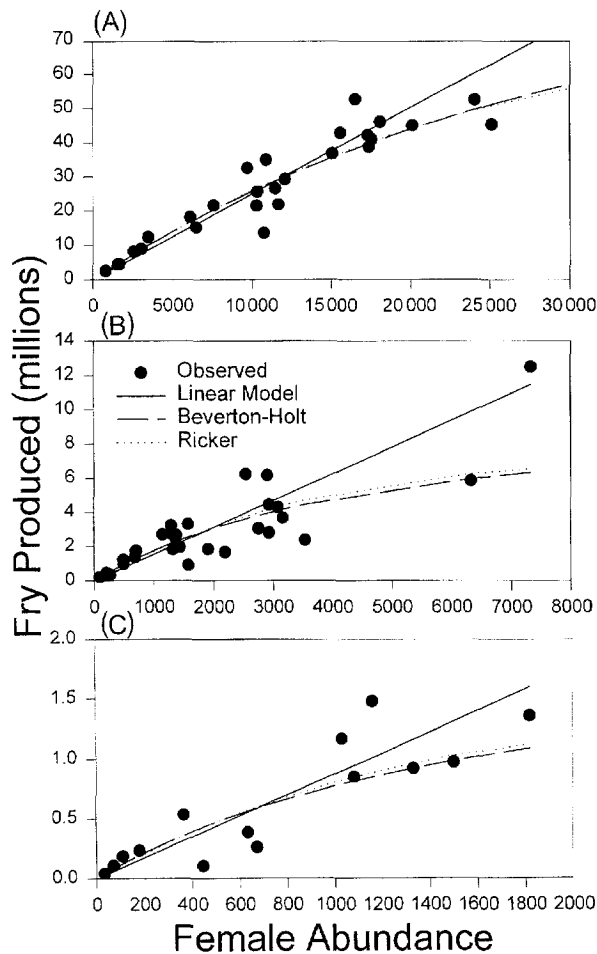 (A)
70
60
50
40
30
20
10
0
0 5000 10000 15000 20000 25000 30000
(B)
14
12
10
8
6
4
2
0
Observed
Linear Model
Beverton-Holt
Ricker
0 1000 2000 3000 4000 5000 6000 7000 8000
(C)
2.0
1.5
1.0
0.5
0.0
0 200 400 600 800 1000 1200 1400 1600 1800 2000
Fry Produced (millions)
Female Abundance